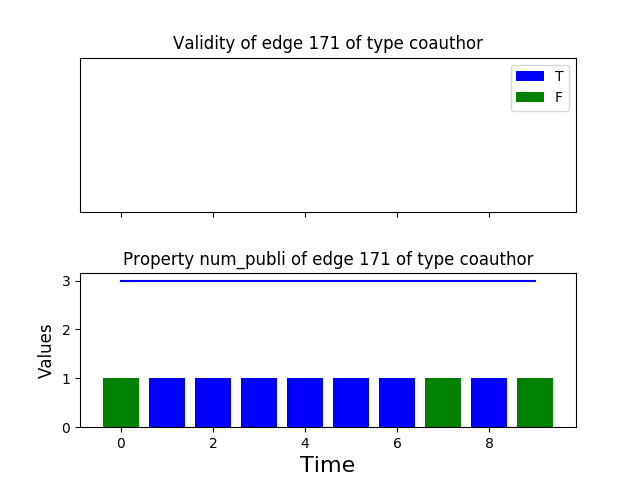 Validity of edge 171 of type coauthor
T
F
Property num_publi of edge 171 of type coauthor
3
2
1
0
Values
0 2 4 6 8
Time